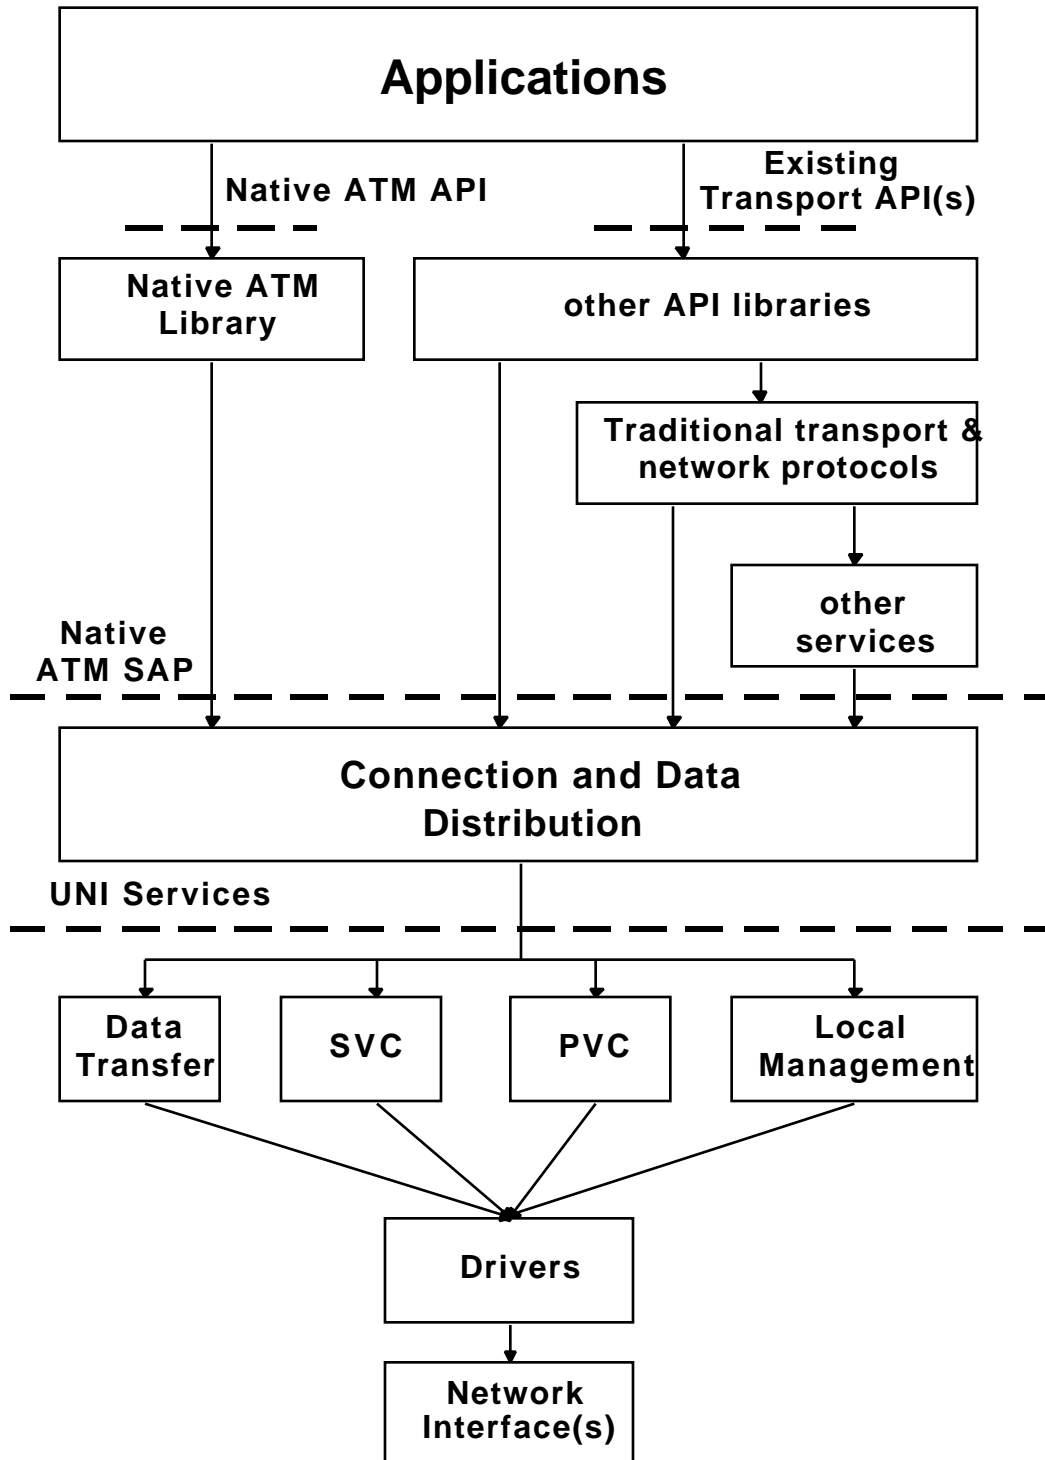 Applications
Native ATM API
Existing
Transport API(s)
Native ATM
Library
other API libraries
Traditional transport &
network protocols
other
services
Native
ATM SAP
Connection and Data
Distribution
UNI Services
Data
Transfer
SVC
PVC
Local
Management
Drivers
Network
Interface(s)